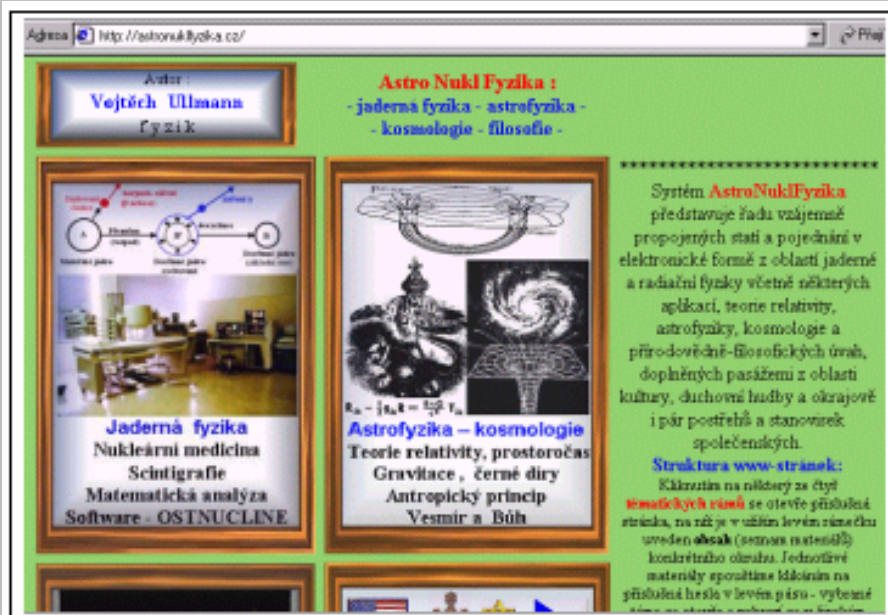 Adresa http://astronuklfyzika.cz/
Autor :
Vojtěch Ullmann
fyzik
Astro Nukl Fyzika :
- jaderná fyzika - astrofyzika -
- kosmologie - filosofie -
**************************
Jaderná fyzika
Nukleární medicina
Scintigrafie
Matematická analýza
Software - OSTNUCLINE
Astrofyzika – kosmologie
Teorie relativity, prostoročas
Gravitace , černé díry
Antropický princip
Vesmír a Bůh
Systém AstroNuklFyzika
představuje řadu vzájemně
propojených statí a pojednání v
elektronické formě z oblastí jaderné
a radiační fyziky včetně některých
aplikací, teorie relativity,
astrofyziky, kosmologie a
přírodovědně-filosofických úvah,
doplněných pasážemi z oblasti
kultury, duchovní hudby a okrajově
i pár postřehů a stanovisek
společenských.
Struktura www-stránek:
Kliknutím na některý ze čtyř
tématických rámů se otevře příslušná
stránka, na níž je v užším levém rámečku
uveden obsah (seznam materiálů)
konkrétního okruhu. Jednotlivé
materiály spouštíme klikáním na
příslušná hesla v levém pásu - vybrané